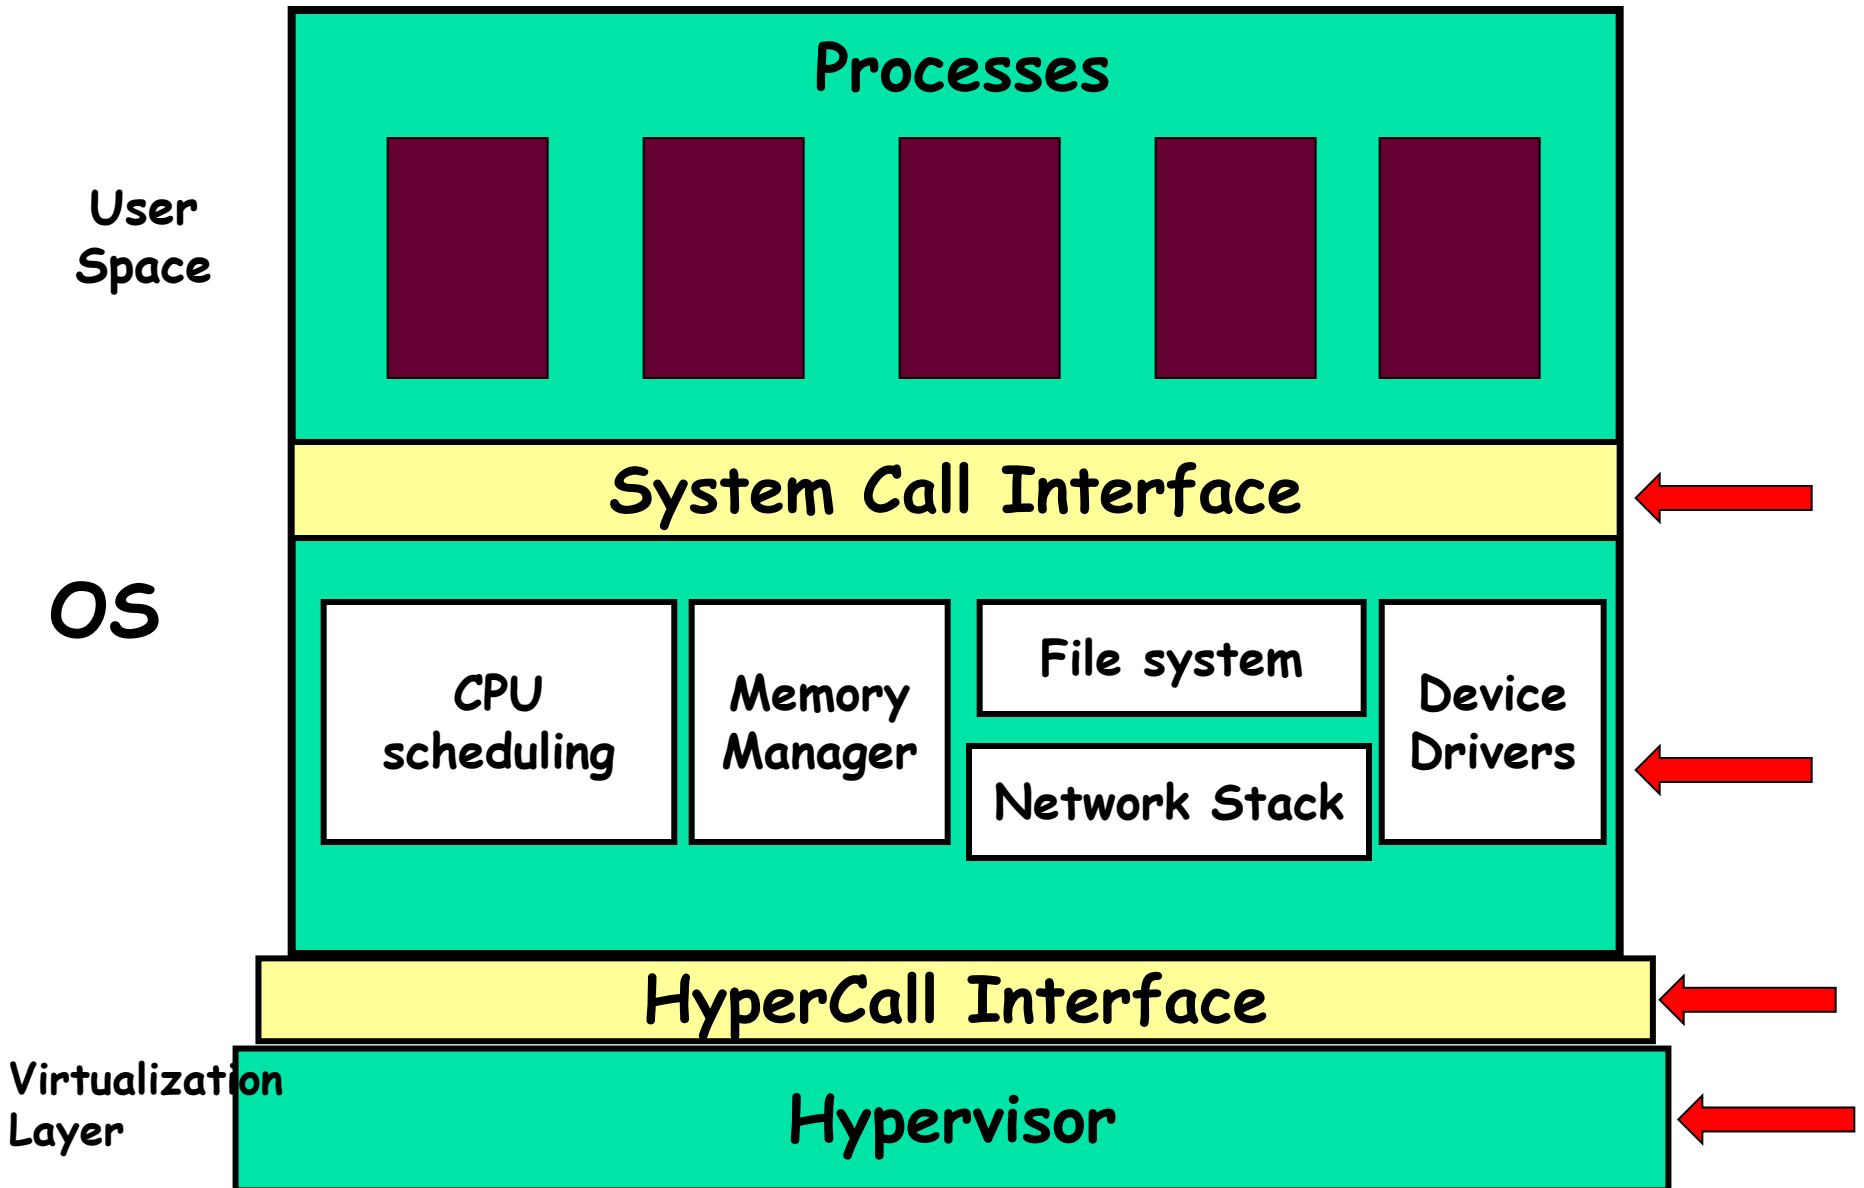 Processes
User
Space
System Call Interface
OS
CPU
scheduling
Memory
Manager
File system
Network Stack
Device
Drivers
HyperCall Interface
Virtualization
Layer
Hypervisor